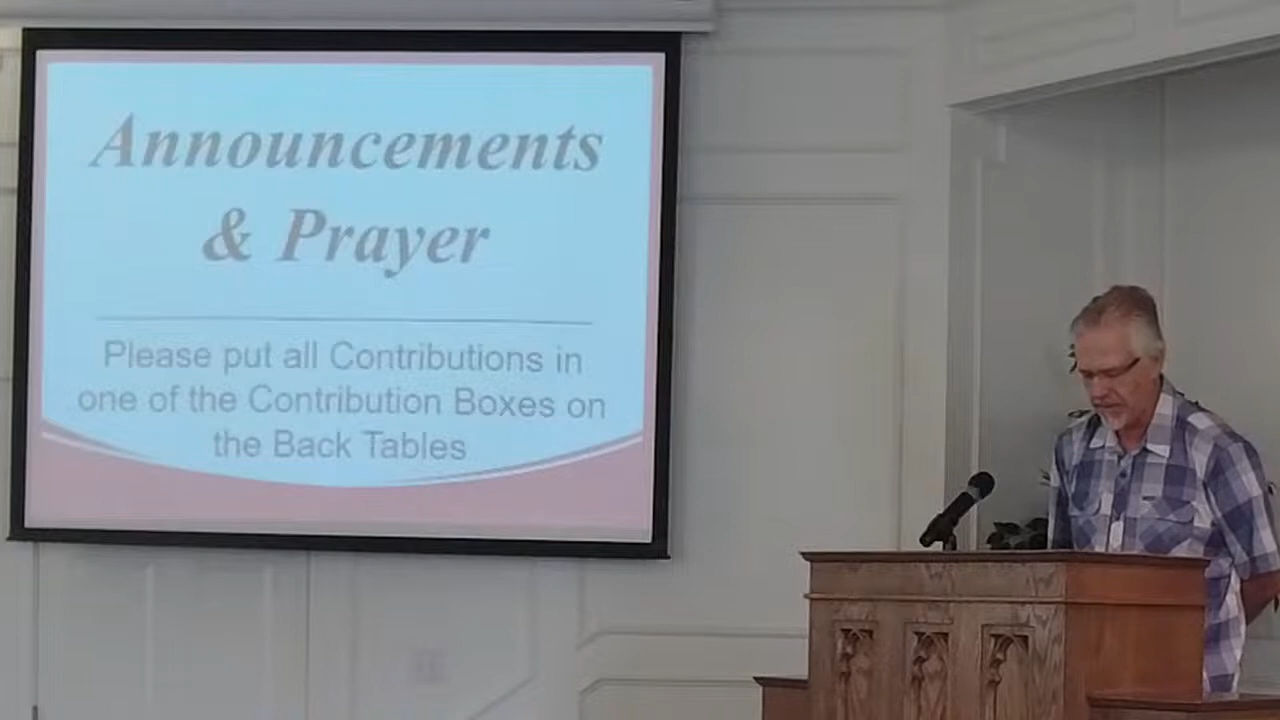 Announcements
& Prayer
Please put all Contributions in
one of the Contribution Boxes on
the Back Tables